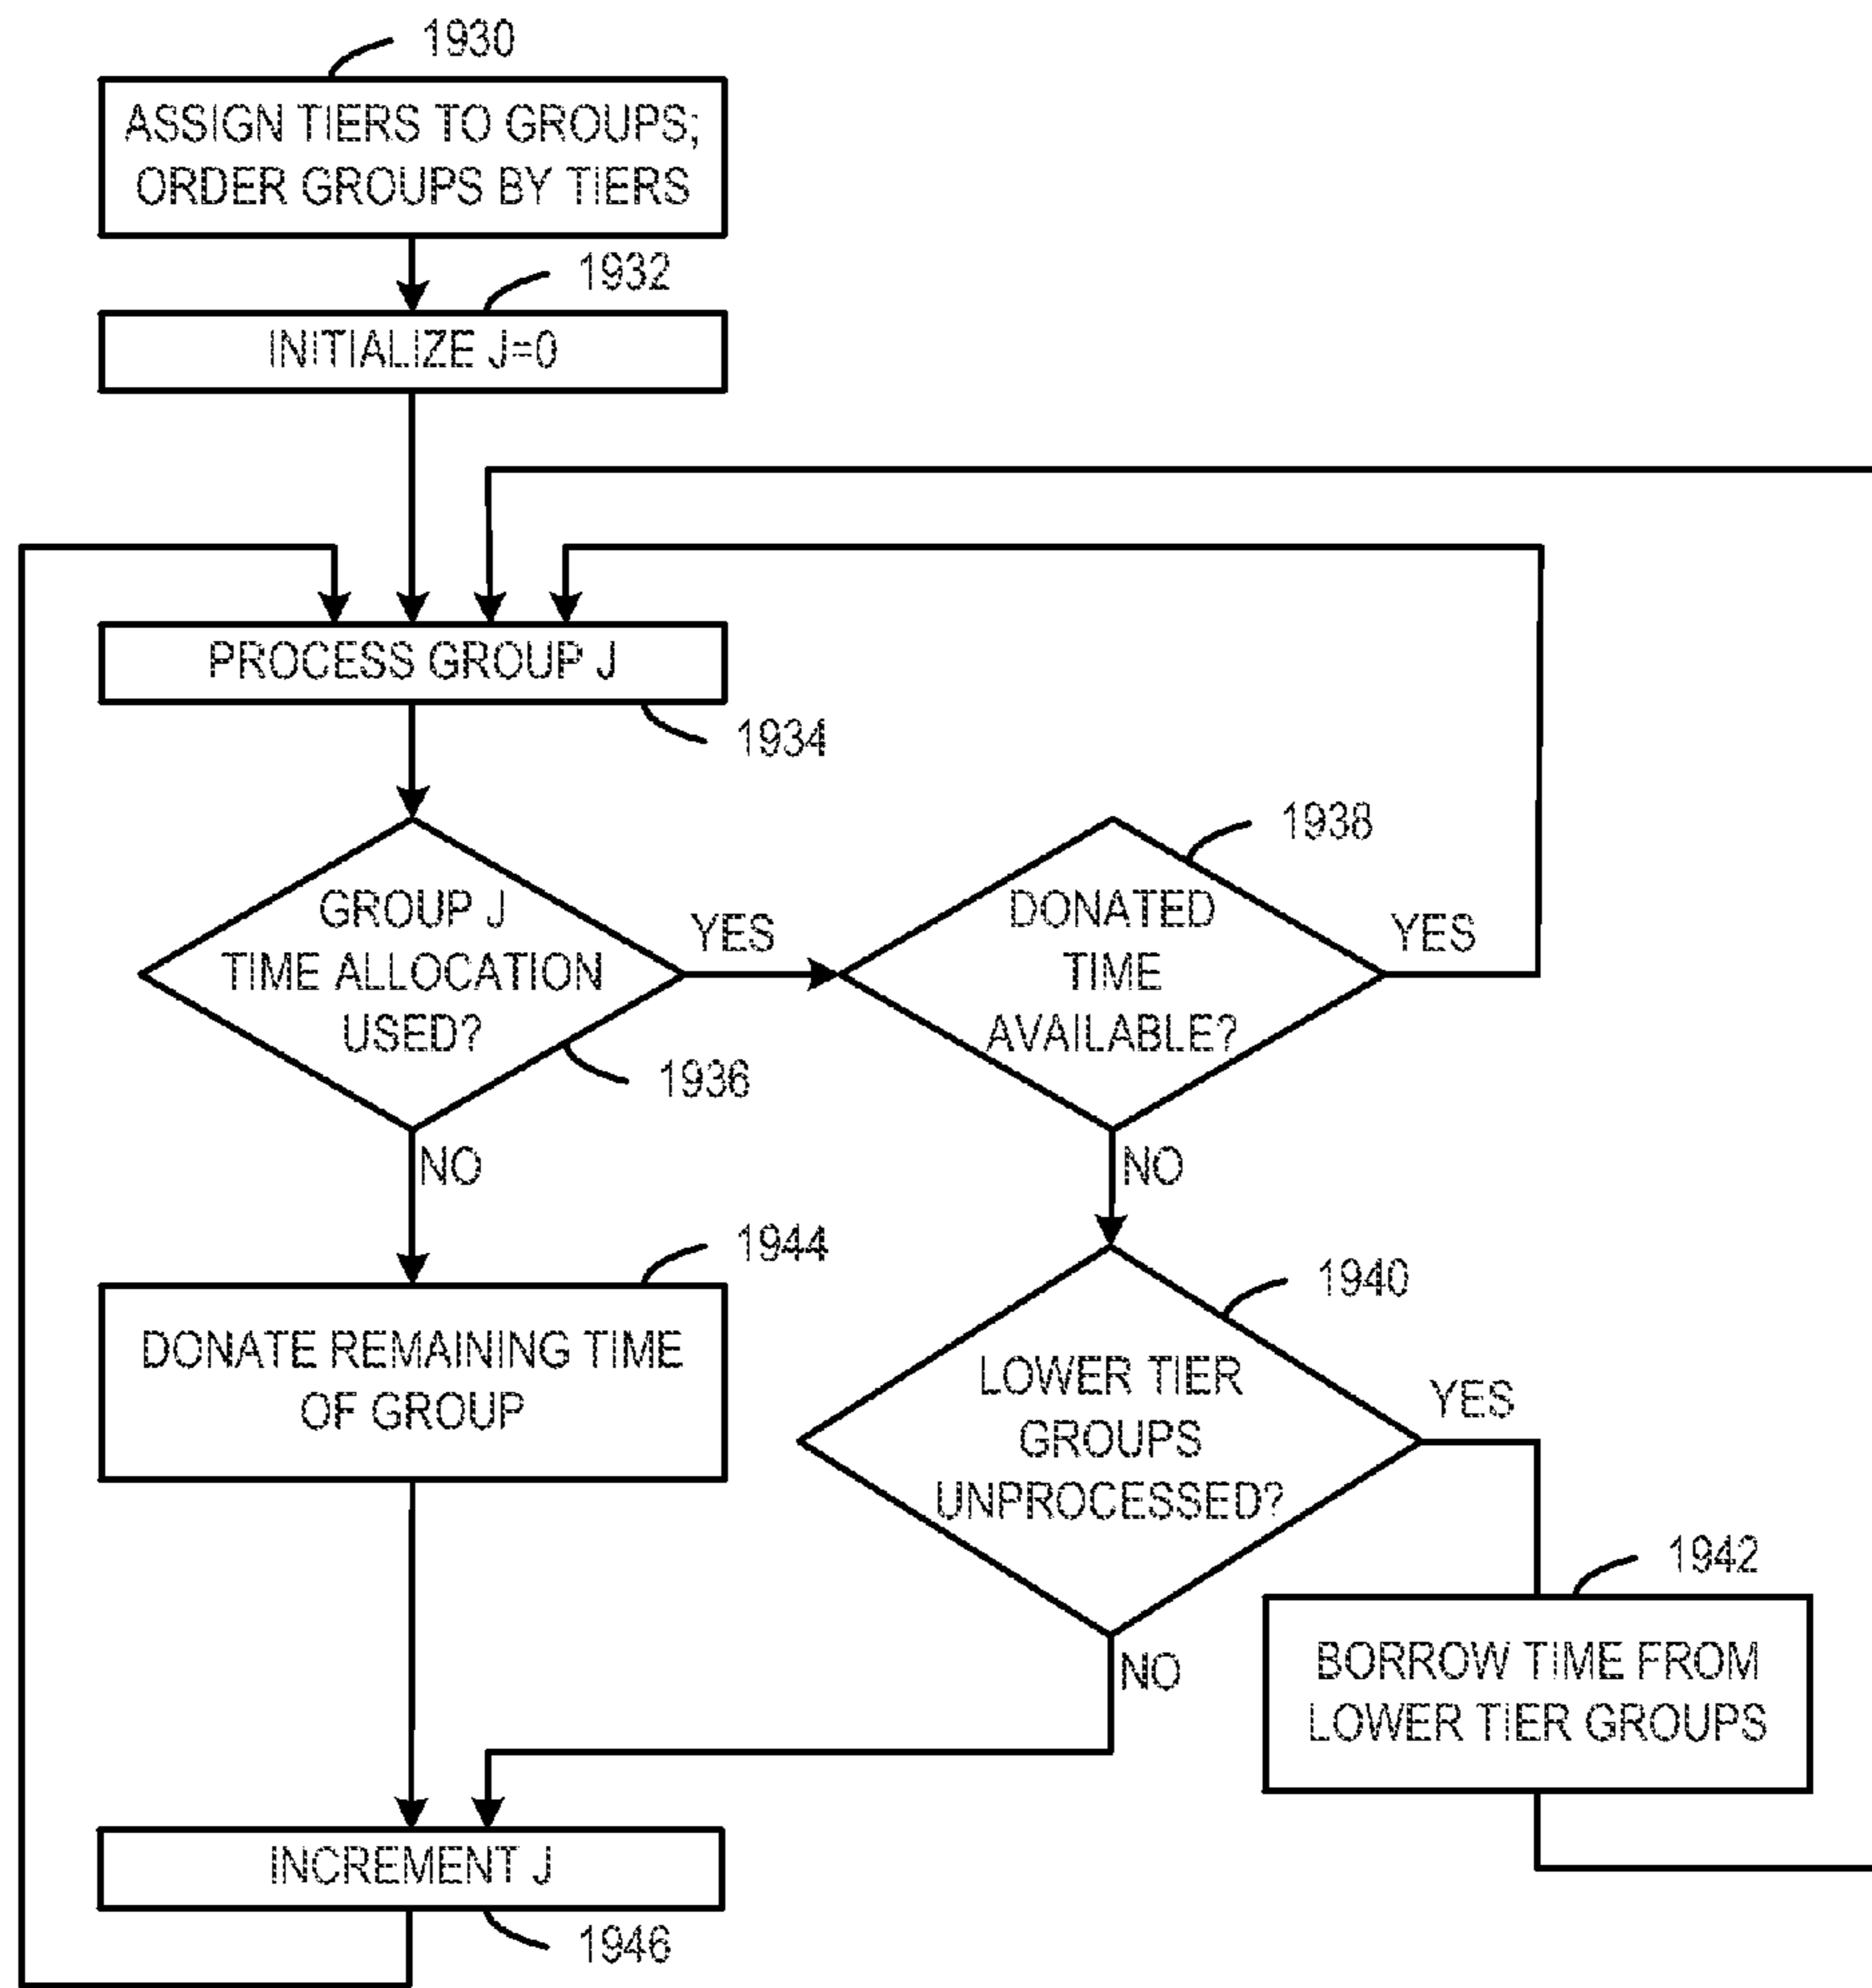 1930
ASSIGN TIERS TO GROUPS;
ORDER GROUPS BY TIERS
1932
INITIALIZE J=0
PROCESS GROUP J
1934
GROUP J
TIME ALLOCATION
USED?
YES
1936
NO
1938
DONATED
TIME
AVAILABLE?
YES
NO
1944
DONATE REMAINING TIME
OF GROUP
1940
LOWER TIER
GROUPS
UNPROCESSED?
YES
NO
1942
BORROW TIME FROM
LOWER TIER GROUPS
INCREMENT J
1946